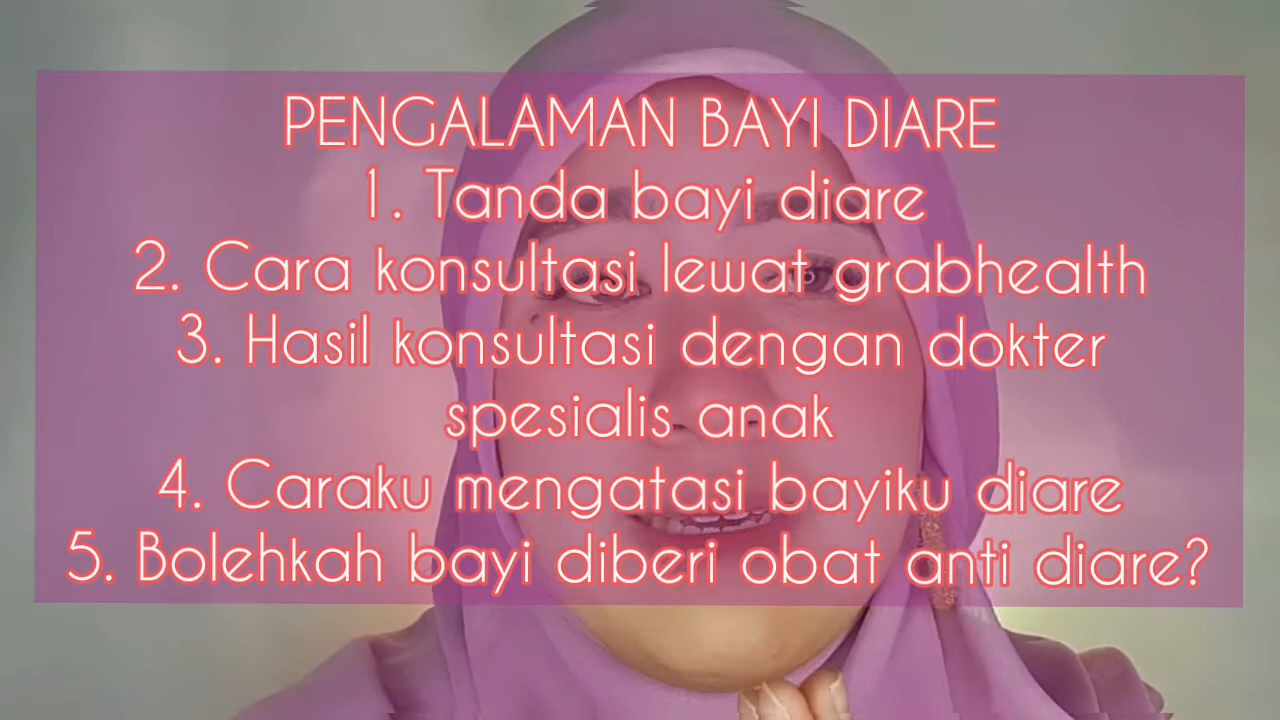 PENGALAMAN BAYI DIARE
1. Tanda bayi diare
2. Cara konsultasi lewat grabhealth
3. Hasil konsultasi dengan dokter
spesialis anak
4. Caraku mengatasi bayiku diare
5. Bolehkah bayi diberi obat anti diare?